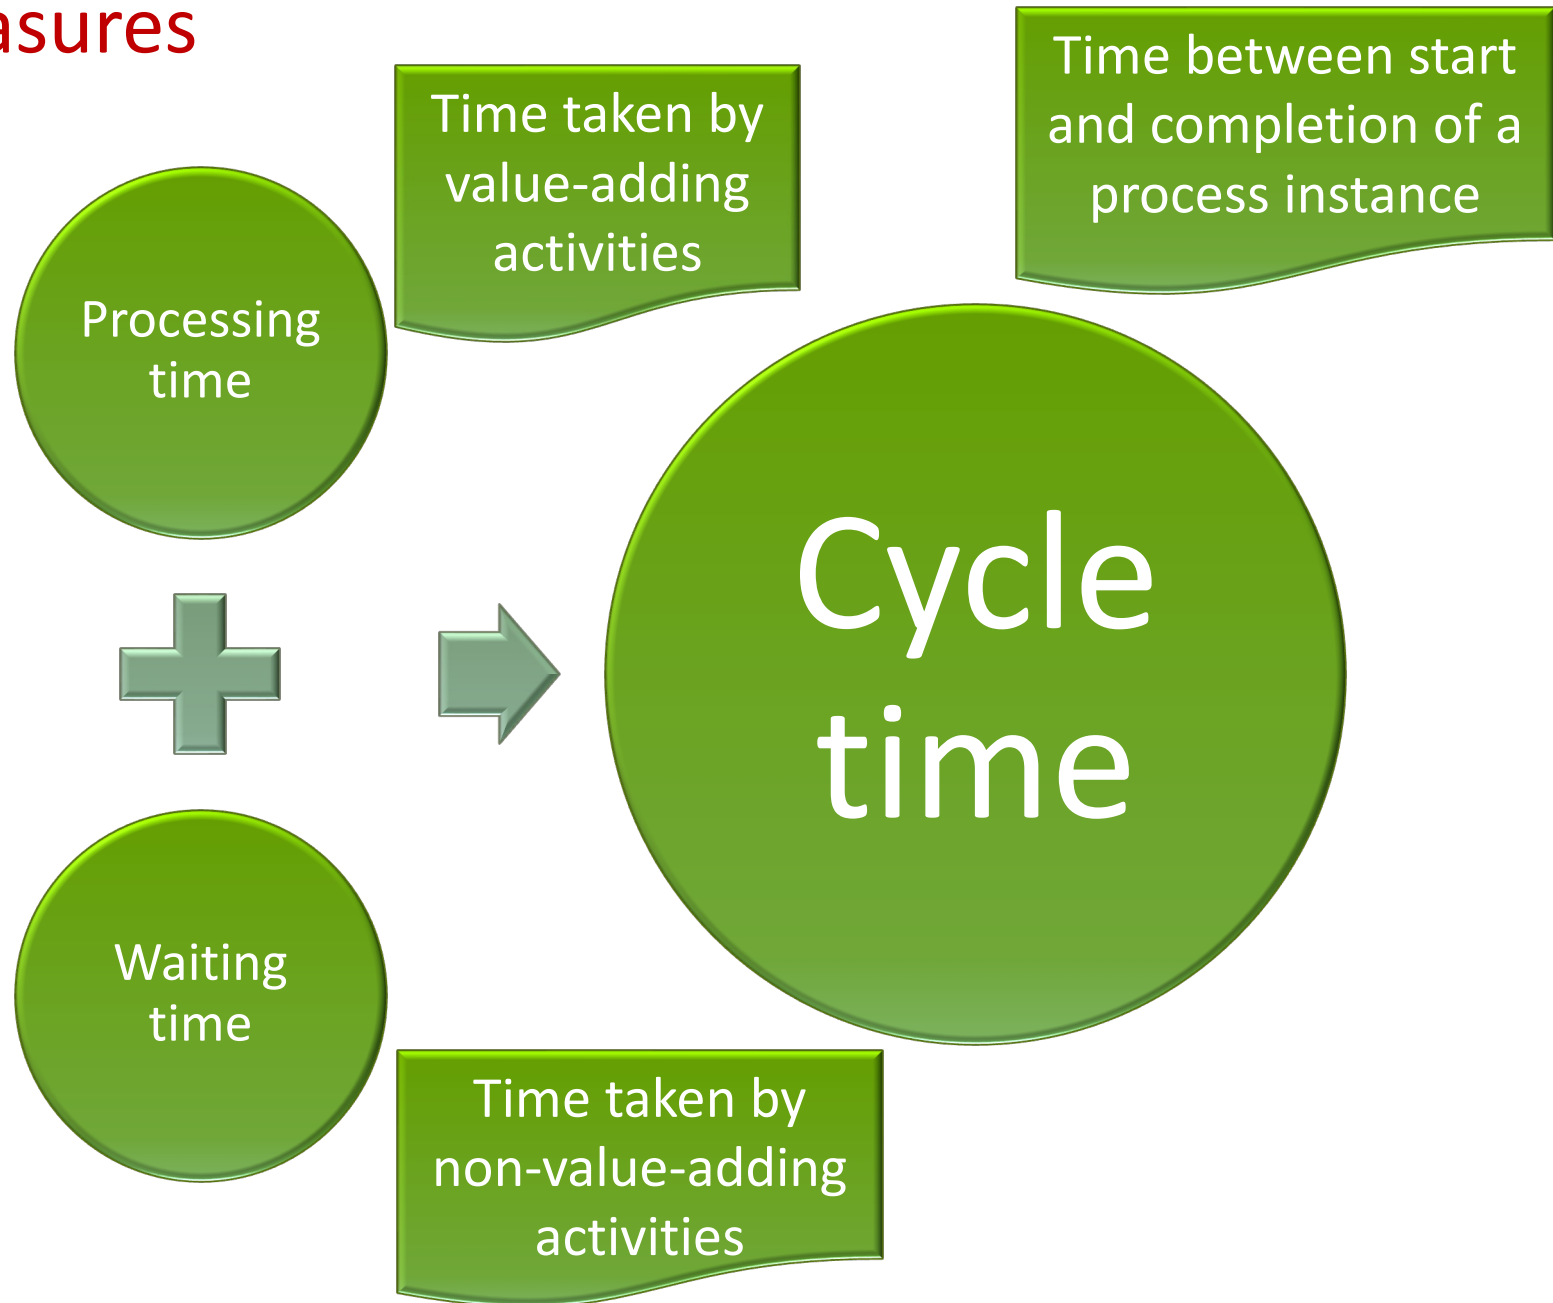 asures
Time taken by
value-adding
activities
Time between start
and completion of a
process instance
Processing
time
Cycle
time
Waiting
time
Time taken by
non-value-adding
activities